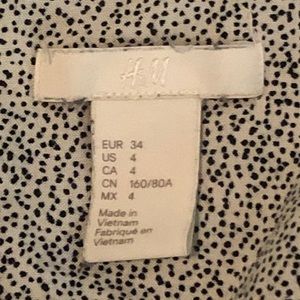 H&M
EUR 34
US 4
CA 4
CN 160/80A
MX 4
Made in
Vietnam
Fabriqué en
Vietnam